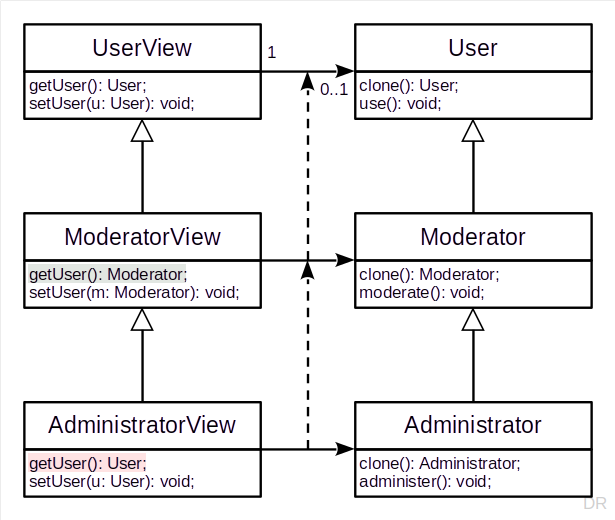 UserView
getUser(): User;
setUser(u: User): void;
1
0..1
User
clone(): User;
use(): void;
ModeratorView
getUser(): Moderator;
setUser(m: Moderator): void;
Moderator
clone(): Moderator;
moderate(): void;
AdministratorView
getUser(): User;
setUser(u: User): void;
Administrator
clone(): Administrator;
administer(): void;
DR